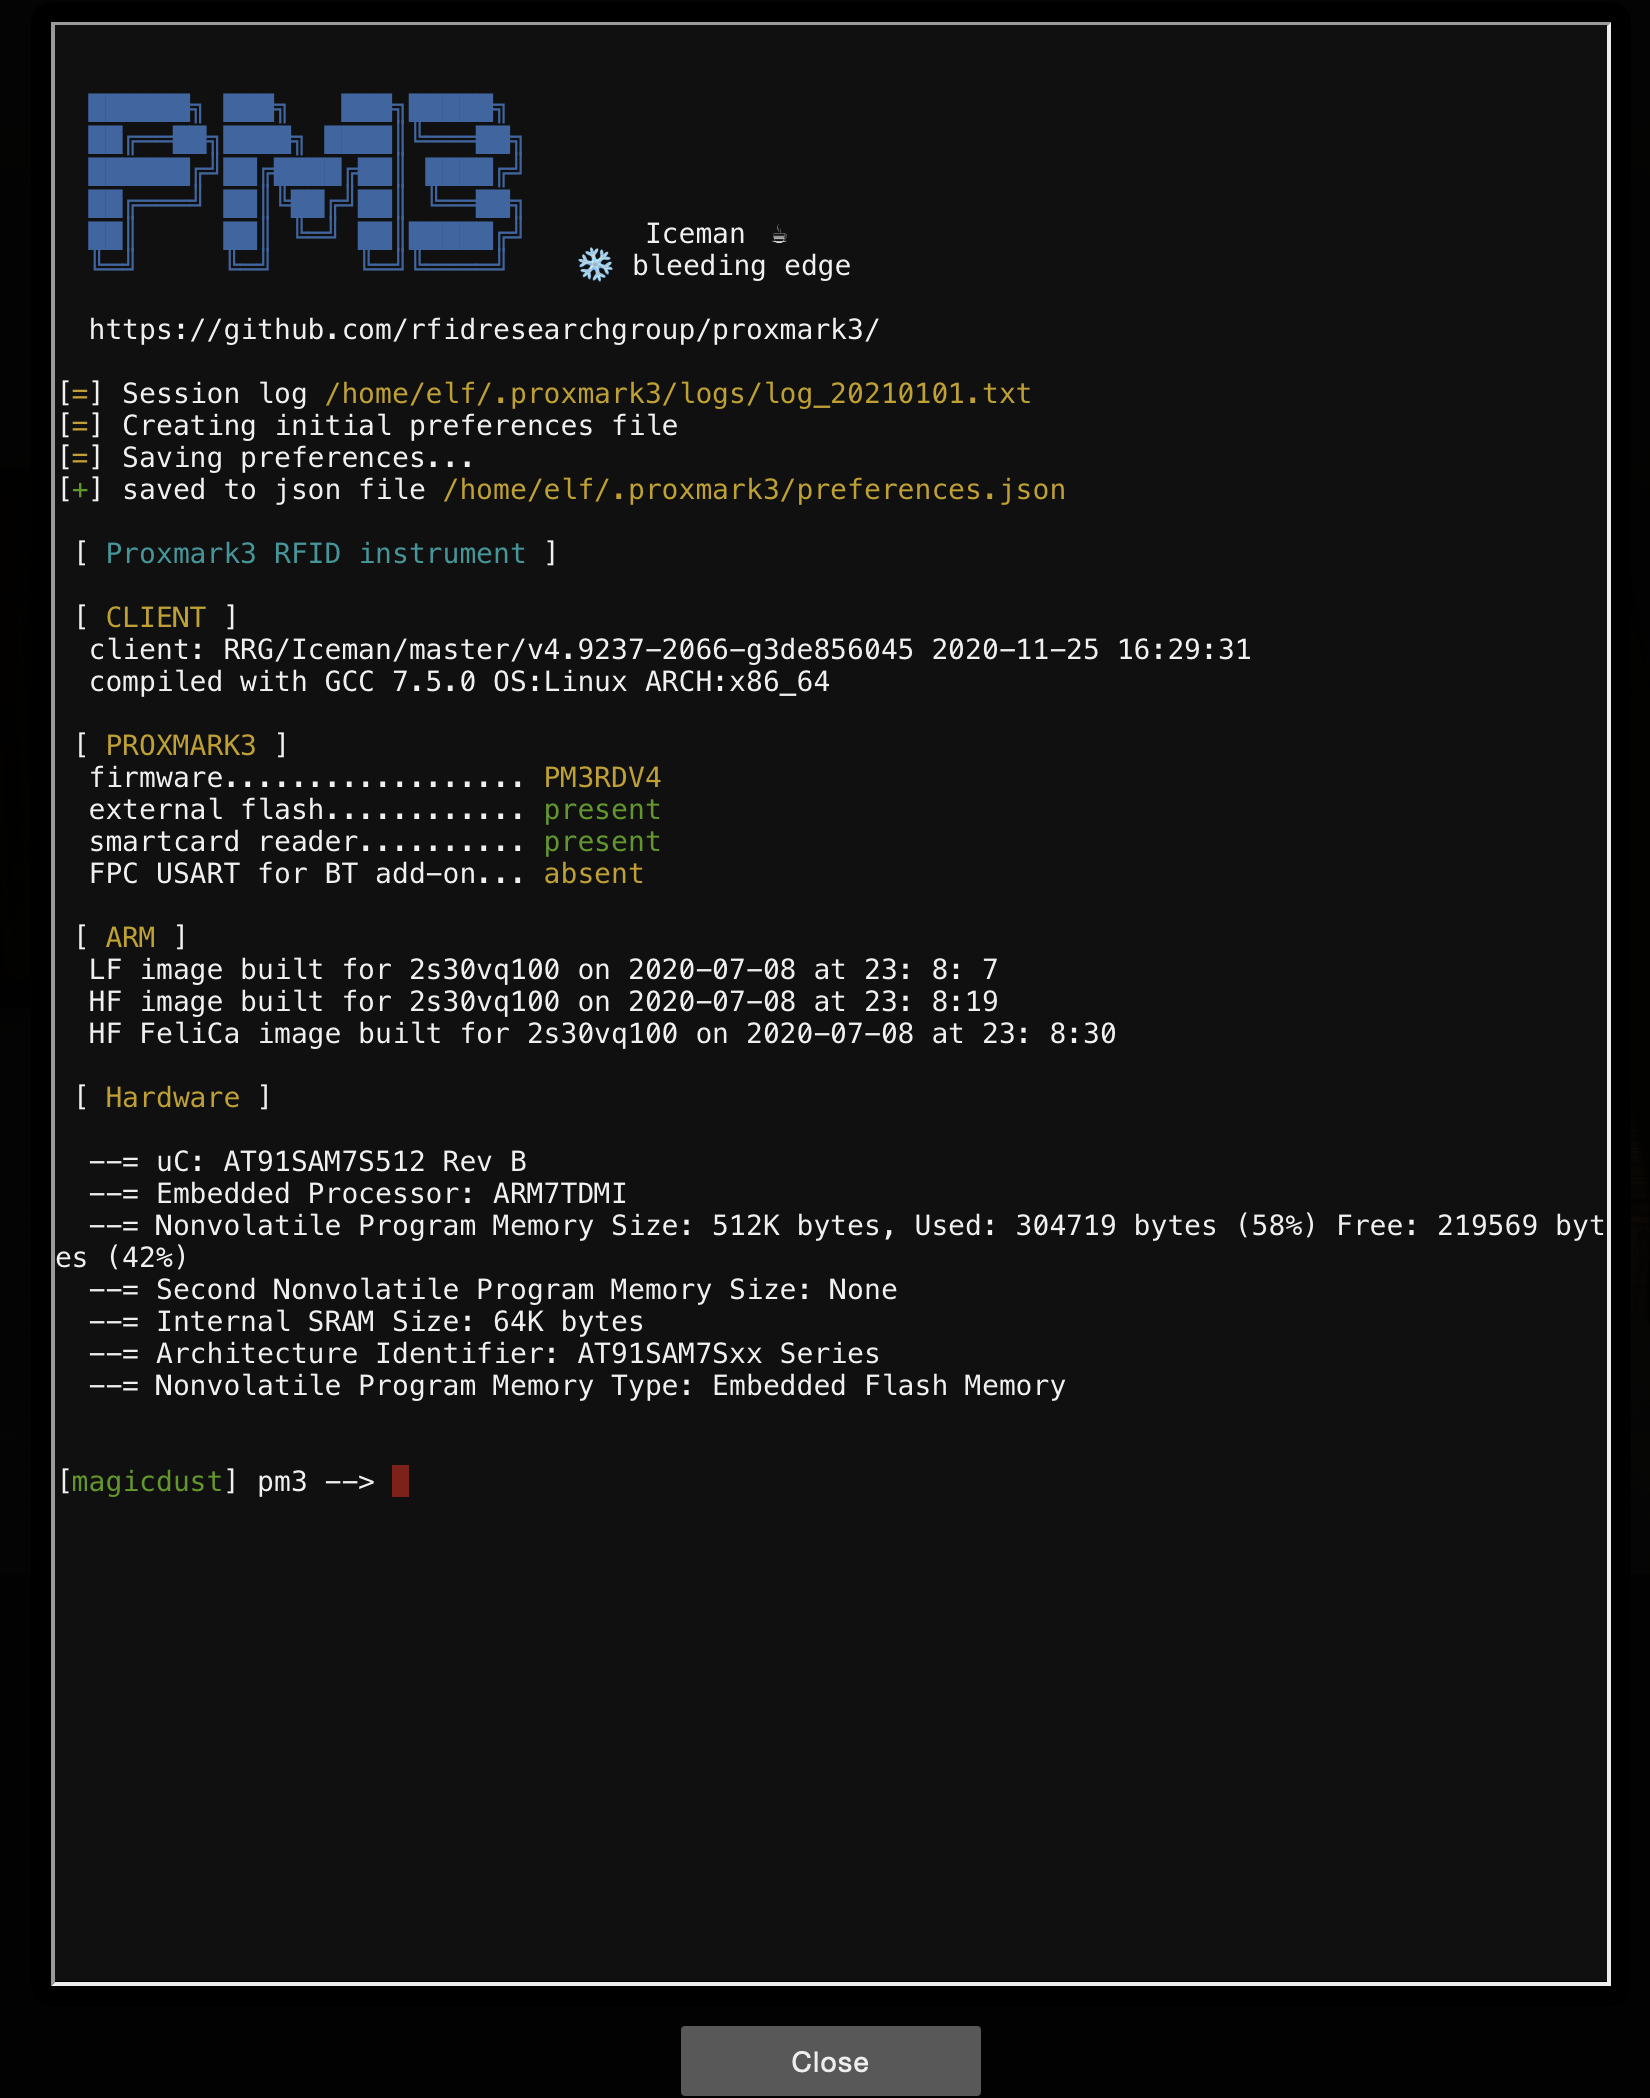 PM3
Iceman ☕
❄ bleeding edge
https://github.com/rfidresearchgroup/proxmark3/
[=] Session log /home/elf/.proxmark3/logs/log_20210101.txt
[=] Creating initial preferences file
[=] Saving preferences...
[+] saved to json file /home/elf/.proxmark3/preferences.json
[ Proxmark3 RFID instrument ]
[ CLIENT ]
client: RRG/Iceman/master/v4.9237-2066-g3de856045 2020-11-25 16:29:31
compiled with GCC 7.5.0 OS:Linux ARCH:x86_64
[ PROXMARK3 ]
firmware.................. PM3RDV4
external flash............ present
smartcard reader.......... present
FPC USART for BT add-on... absent
[ ARM ]
LF image built for 2s30vq100 on 2020-07-08 at 23: 8: 7
HF image built for 2s30vq100 on 2020-07-08 at 23: 8:19
HF FeliCa image built for 2s30vq100 on 2020-07-08 at 23: 8:30
[ Hardware ]
--= uC: AT91SAM7S512 Rev B
--= Embedded Processor: ARM7TDMI
--= Nonvolatile Program Memory Size: 512K bytes, Used: 304719 bytes (58%) Free: 219569 byt
es (42%)
--= Second Nonvolatile Program Memory Size: None
--= Internal SRAM Size: 64K bytes
--= Architecture Identifier: AT91SAM7Sxx Series
--= Nonvolatile Program Memory Type: Embedded Flash Memory
[magicdust] pm3 -->
Close